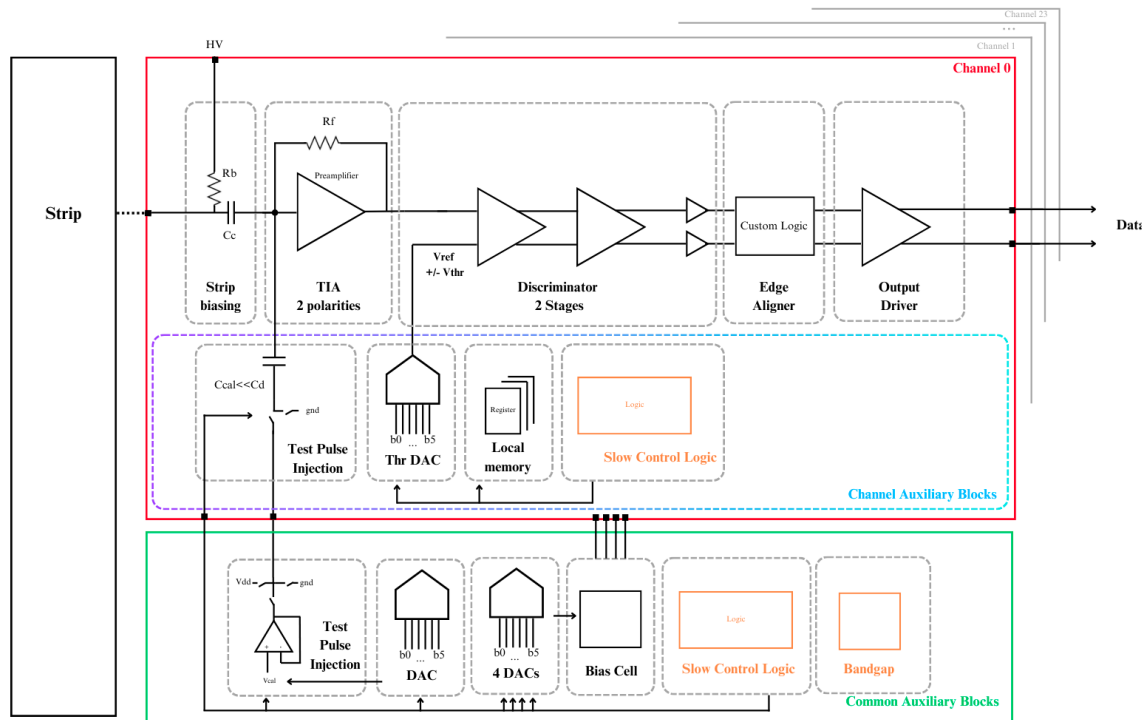 Channel 23
...
Channel 1
HV
Channel 0
Rf
Rb
Preamplifier
Strip
Cc
Custom Logic
Data
Vref
+/- Vthr
Strip
biasing
TIA
2 polarities
Discriminator
2 Stages
Edge
Aligner
Output
Driver
Ccal<<Cd
gnd
Test Pulse
Injection
b0 ... b5
Thr DAC
Register
Local
memory
Logic
Slow Control Logic
Channel Auxiliary Blocks
Vdd
gnd
+ -
Vcal
Test
Pulse
Injection
b0 ... b5
DAC
b0 ... b5
4 DACs
Bias Cell
Logic
Slow Control Logic
Bandgap
Common Auxiliary Blocks